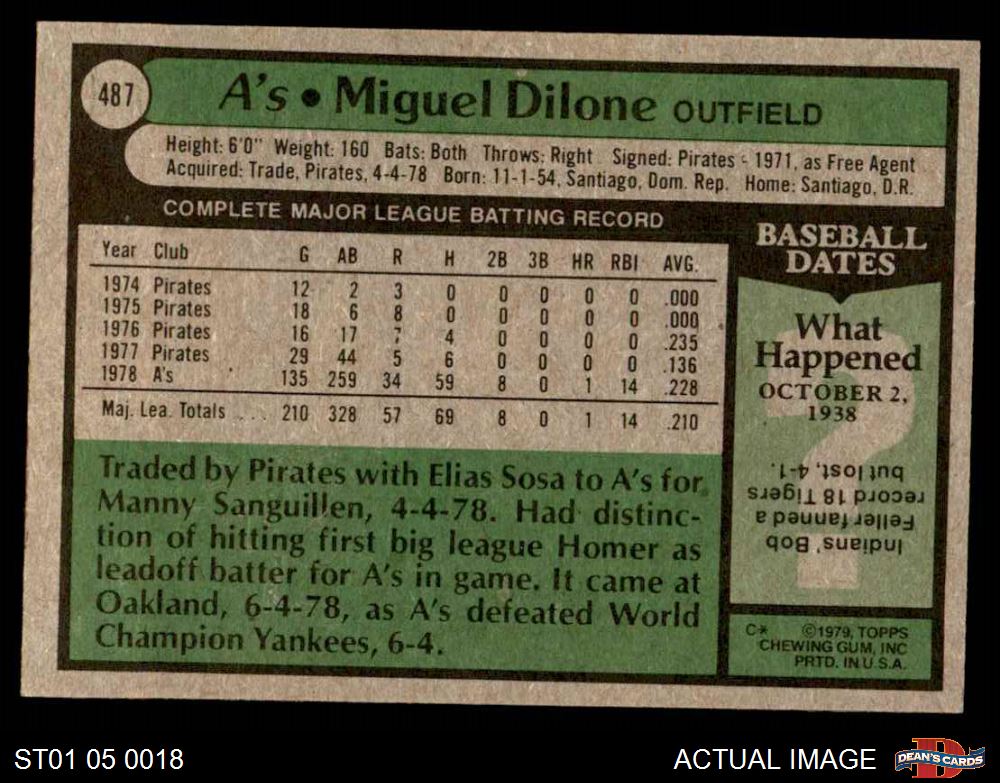 487
A's • Miguel Dilone OUTFIELD
Height: 6'0" Weight: 160 Bats: Both Throws: Right Signed: Pirates - 1971, as Free Agent
Acquired: Trade, Pirates, 4-4-78 Born: 11-1-54, Santiago, Dom. Rep. Home: Santiago, D.R.
COMPLETE MAJOR LEAGUE BATTING RECORD
Year Club G AB R H 2B 3B HR RBI AVG.
1974 Pirates 12 2 3 0 0 0 0 0 .000
1975 Pirates 18 6 8 0 0 0 0 0 .000
1976 Pirates 16 17 7 4 0 0 0 0 .235
1977 Pirates 29 44 5 6 0 0 0 0 .136
1978 A's 135 259 34 59 8 0 1 14 .228
Maj. Lea. Totals . . . 210 328 57 69 8 0 1 14 .210
Traded by Pirates with Elias Sosa to A's for
Manny Sanguillen, 4-4-78. Had distinc-
tion of hitting first big league Homer as
leadoff batter for A's in game. It came at
Oakland, 6-4-78, as A's defeated World
Champion Yankees, 6-4.
BASEBALL
DATES
What
Happened
OCTOBER 2,
1938
Indians' Bob
Feller fanned a
record 18 Tigers
but lost, 4-1.
C* ©1979, TOPPS
CHEWING GUM, INC
PRTD. IN U.S.A.
ST01 05 0018
ACTUAL IMAGE
D
DEAN'S CARDS